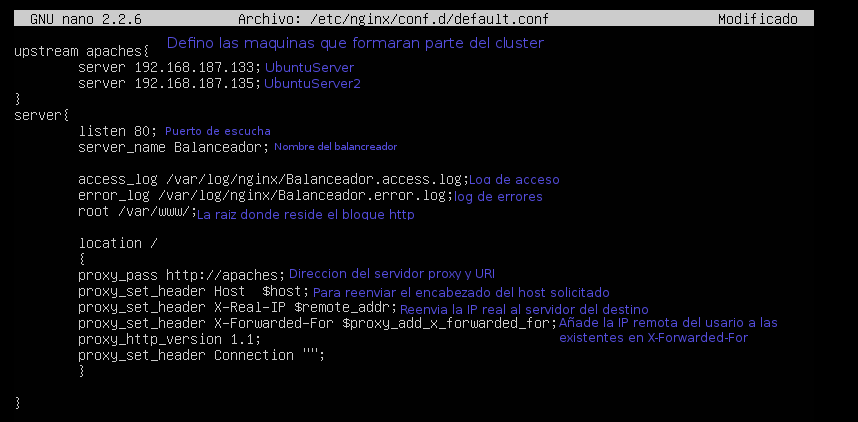 GNU nano 2.2.6 Archivo: /etc/nginx/conf.d/default.conf Modificado
Defino las maquinas que formaran parte del cluster
upstream apaches{
server 192.168.187.133; UbuntuServer
server 192.168.187.135; UbuntuServer2
}
server{
listen 80; Puerto de escucha
server_name Balanceador; Nombre del balancreador
access_log /var/log/nginx/Balanceador.access.log; Log de acceso
error_log /var/log/nginx/Balanceador.error.log; log de errores
root /var/www/; La raiz donde reside el bloque http
location /
{
proxy_pass http://apaches; Direccion del servidor proxy y URI
proxy_set_header Host $host; Para reenviar el encabezado del host solicitado
proxy_set_header X-Real-IP $remote_addr; Reenvia la IP real al servidor del destino
proxy_set_header X-Forwarded-For $proxy_add_x_forwarded_for; Añade la IP remota del usario a las
proxy_http_version 1.1; existentes en X-Forwarded-For
proxy_set_header Connection "";
}
}